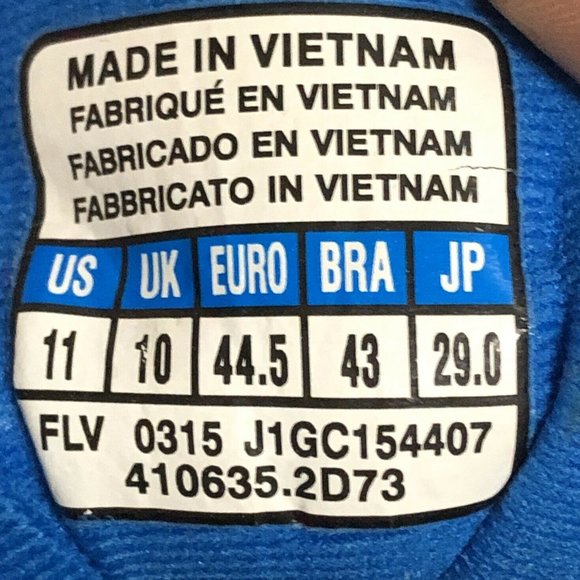 MADE IN VIETNAM
FABRIQUÉ EN VIETNAM
FABRICADO EN VIETNAM
FABBRICATO IN VIETNAM
US UK EURO BRA JP
11 10 44.5 43 29.0
FLV 0315 J1GC154407
410635.2D73